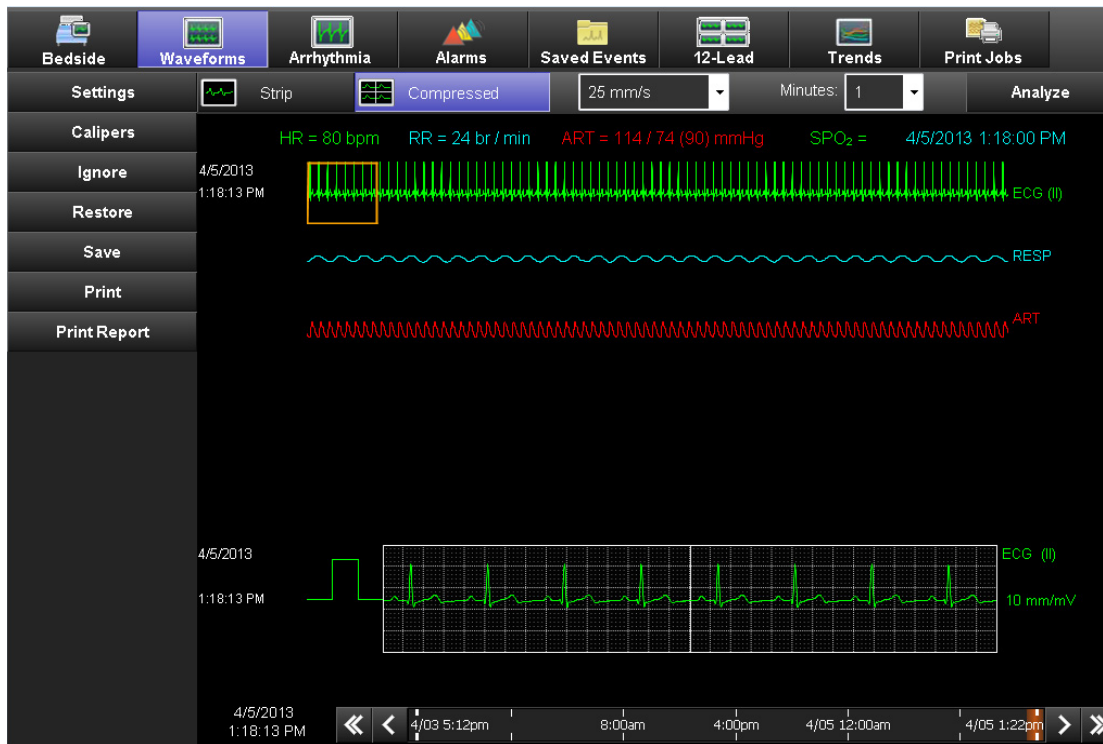 Bedside Waveforms Arrhythmia Alarms Saved Events 12-Lead Trends Print Jobs
Settings Strip Compressed 25 mm/s Minutes: 1 Analyze
Calipers
HR = 80 bpm RR = 24 br / min ART = 114 / 74 (90) mmHg SPO₂ = 4/5/2013 1:18:00 PM
Ignore
4/5/2013
1:18:13 PM
ECG (II)
Restore
Save
RESP
Print
ART
Print Report
4/5/2013
ECG (II)
1:18:13 PM
10 mm/mV
4/5/2013
1:18:13 PM
4/03 5:12pm 8:00am 4:00pm 4/05 12:00am 4/05 1:22pm